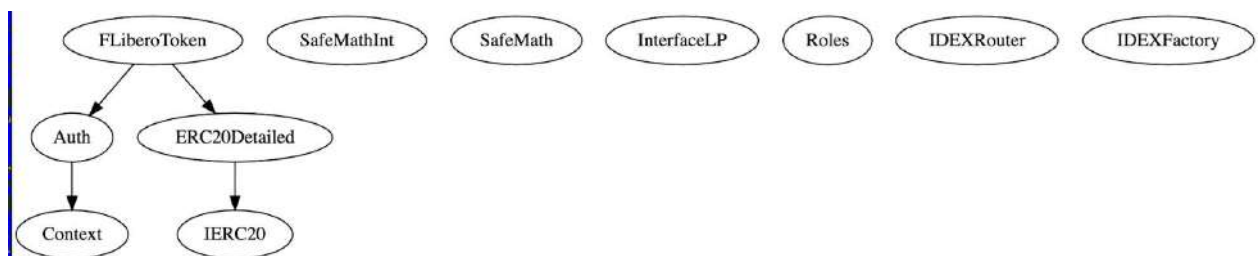 FLiberoToken SafeMathInt SafeMath InterfaceLP Roles IDEXRouter IDEXFactory
Auth ERC20Detailed
Context IERC20